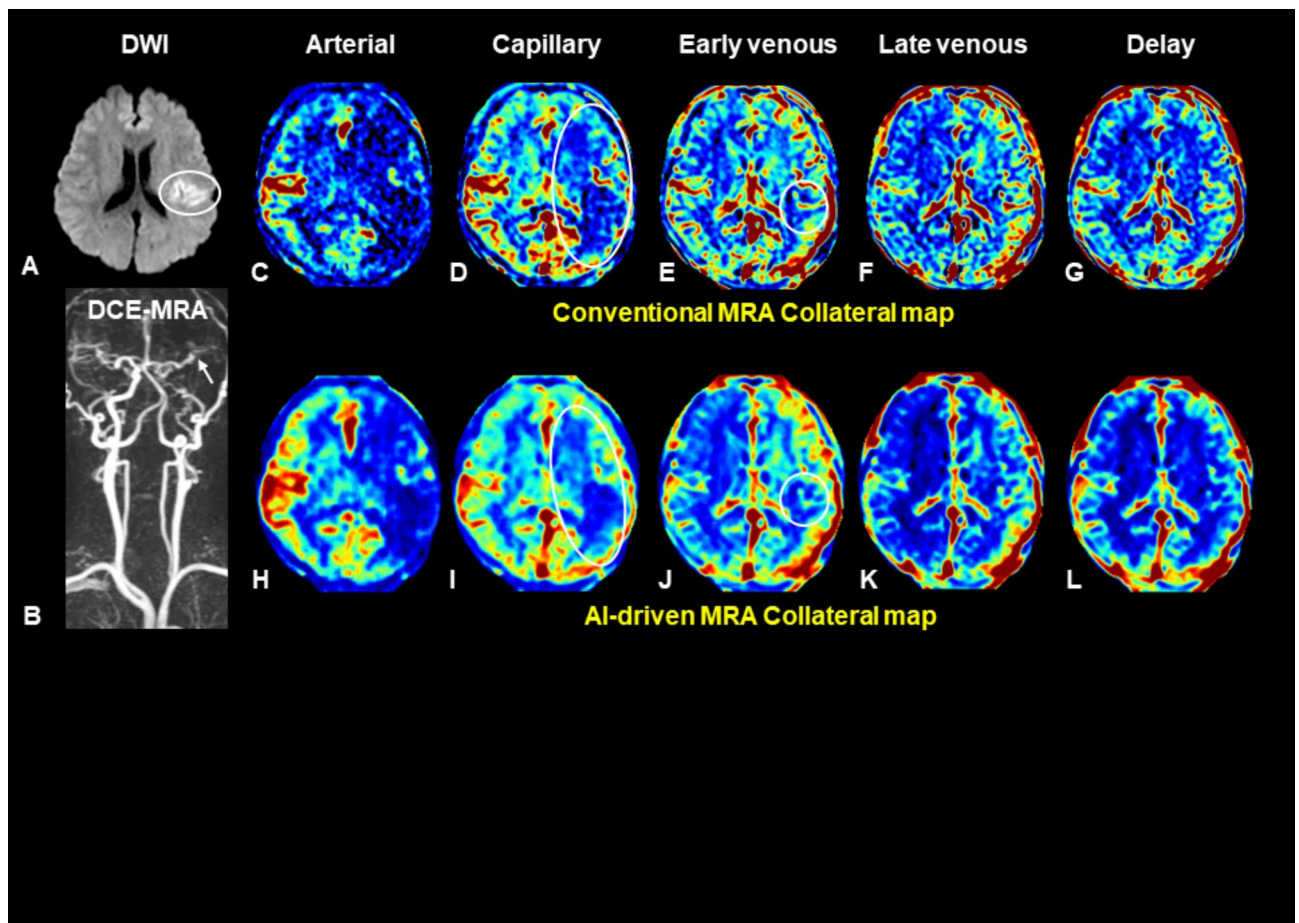 DWI
Arterial
Capillary
Early venous
Late venous
Delay
A
C
D
E
F
G
Conventional MRA Collateral map
DCE-MRA
B
H
I
J
K
L
AI-driven MRA Collateral map